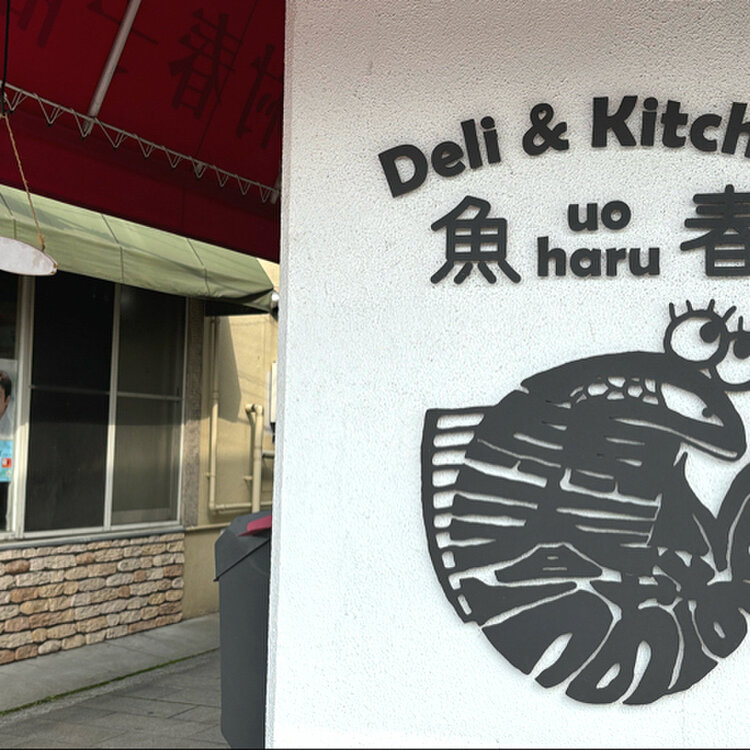 Deli & Kitch
魚 uo 春
haru